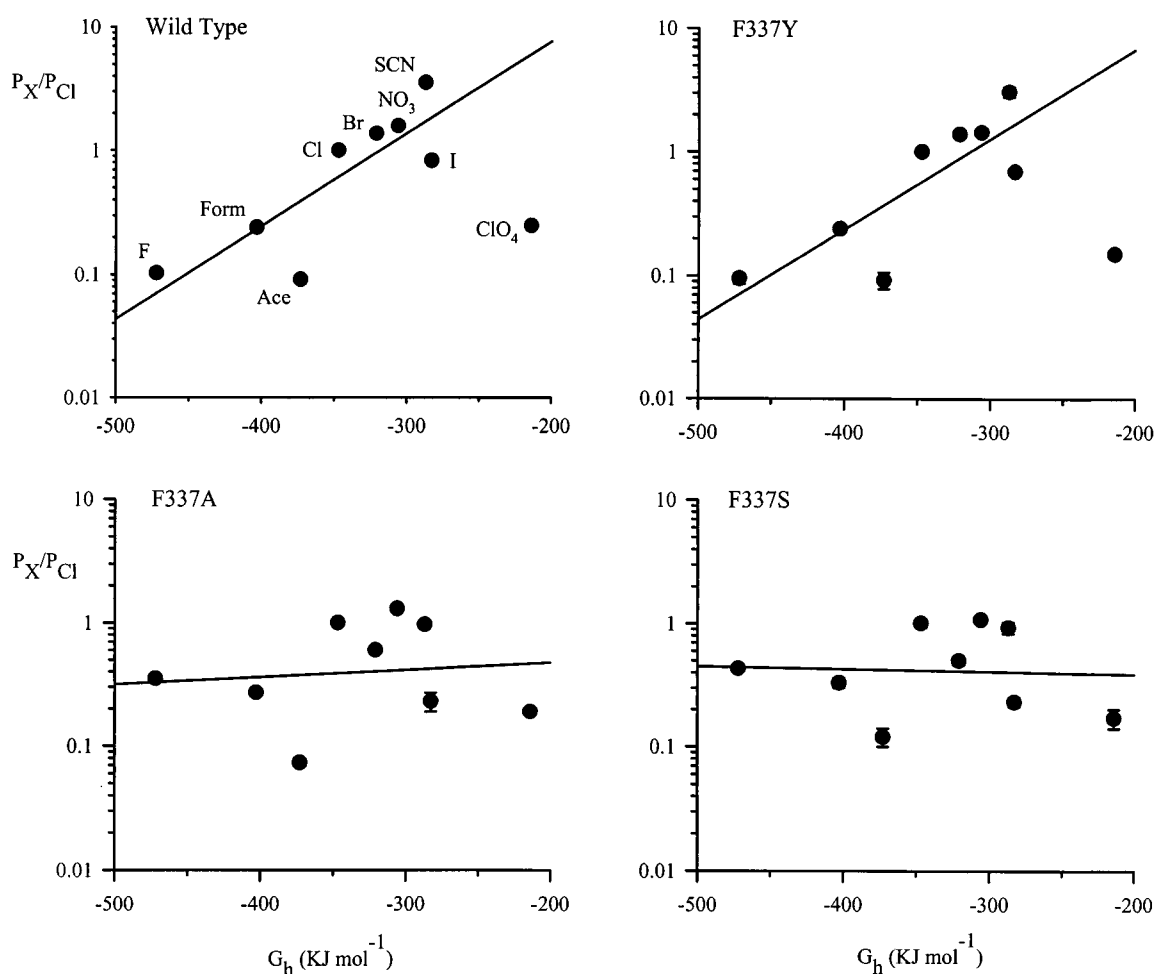 Wild Type
P_X/P_Cl
10
1
0.1
0.01
F
Form
Ace
Cl
Br
NO_3
SCN
I
ClO_4
-500
-400
-300
-200
F337Y
10
1
0.1
0.01
-500
-400
-300
-200
F337A
P_X/P_Cl
10
1
0.1
0.01
-500
-400
-300
-200
G_h (KJ mol^-1)
F337S
10
1
0.1
0.01
-500
-400
-300
-200
G_h (KJ mol^-1)